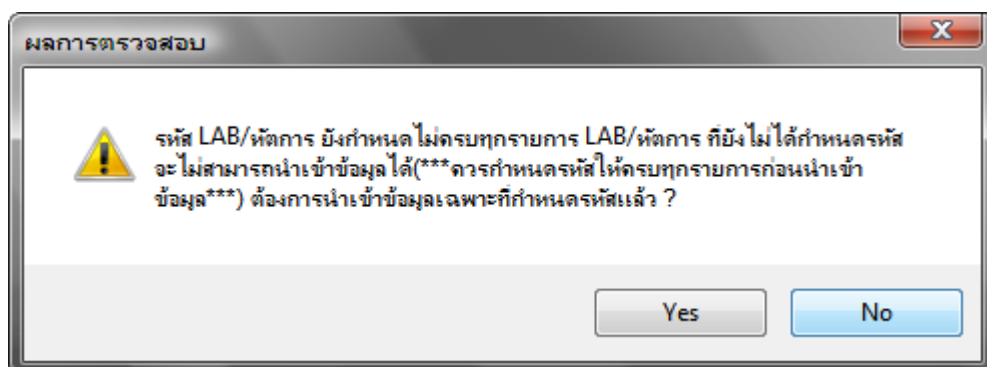 ผลการตรวจสอบ
รหัส LAB/หัตการ ยังกำหนดไม่ครบทุกรายการ LAB/หัตการ ที่ยังไม่ได้กำหนดรหัส
จะไม่สามารถนำเข้าข้อมูลได้(***ควรกำหนดรหัสให้ครบทุกรายการก่อนนำเข้า
ข้อมูล***) ต้องการนำเข้าข้อมูลเฉพาะที่กำหนดรหัสแล้ว ?
Yes
No